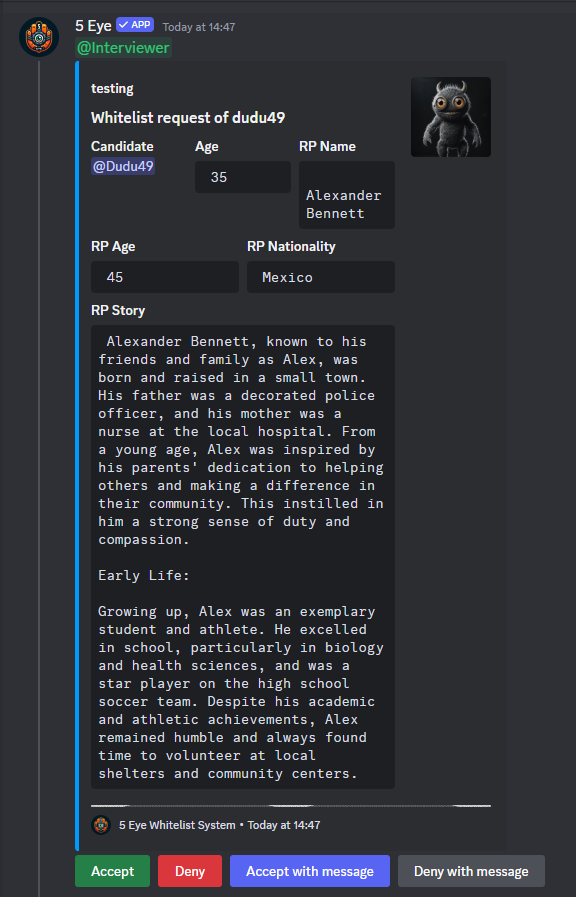 5 Eye ✓ APP Today at 14:47
@Interviewer
testing
Whitelist request of dudu49
Candidate Age RP Name
@Dudu49 35 Alexander
Bennett
RP Age RP Nationality
45 Mexico
RP Story
Alexander Bennett, known to his
friends and family as Alex, was
born and raised in a small town.
His father was a decorated police
officer, and his mother was a
nurse at the local hospital. From
a young age, Alex was inspired by
his parents' dedication to helping
others and making a difference in
their community. This instilled in
him a strong sense of duty and
compassion.
Early Life:
Growing up, Alex was an exemplary
student and athlete. He excelled
in school, particularly in biology
and health sciences, and was a
star player on the high school
soccer team. Despite his academic
and athletic achievements, Alex
remained humble and always found
time to volunteer at local
shelters and community centers.
5 Eye Whitelist System • Today at 14:47
Accept Deny Accept with message Deny with message